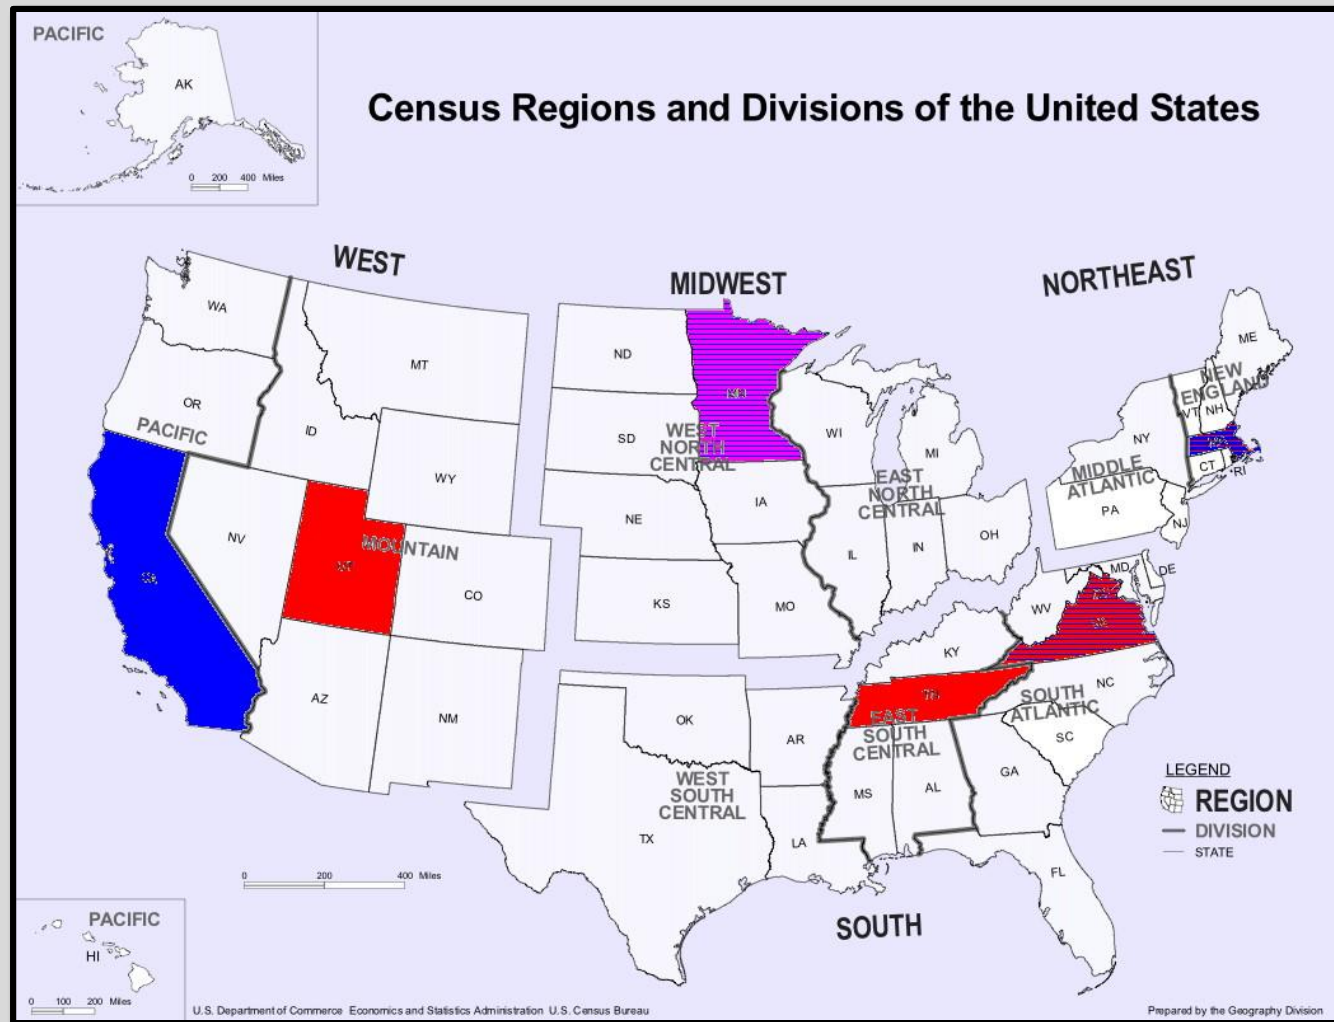 PACIFIC
AK
0 200 400 Miles
Census Regions and Divisions of the United States
WEST
MIDWEST
NORTHEAST
WA
MT
ND
ME
OR
PACIFIC
ID
SD
WEST
NORTH
CENTRAL
WI
MI
NEW
ENGLAND
VT
NH
NY
MIDDLE
ATLANTIC
CT
RI
WY
NE
IA
EAST
NORTH
CENTRAL
PA
NJ
NV
MOUNTAIN
CO
KS
MO
IL
IN
OH
MD
DE
WV
KY
AZ
NM
OK
AR
EAST
SOUTH
CENTRAL
SOUTH
ATLANTIC
NC
SC
WEST
SOUTH
CENTRAL
TX
LA
MS
AL
GA
FL
LEGEND
REGION
DIVISION
STATE
0 200 400 Miles
SOUTH
PACIFIC
HI
0 100 200 Miles
U.S. Department of Commerce Economics and Statistics Administration U.S. Census Bureau
Prepared by the Geography Division